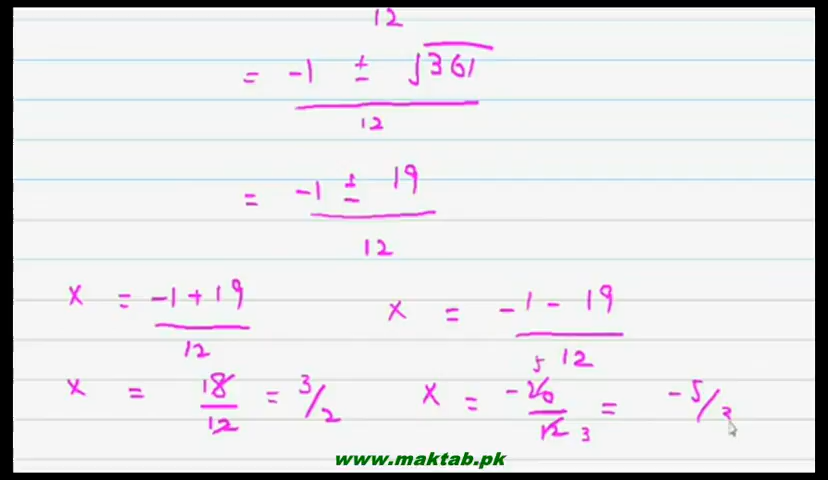 12
= -1 ± √361
12
= -1 ± 19
12
x = -1 + 19
12
x = -1 - 19
12
x = 18/12 = 3/2
x = -20/12 = -5/3
5
3
www.maktab.pk